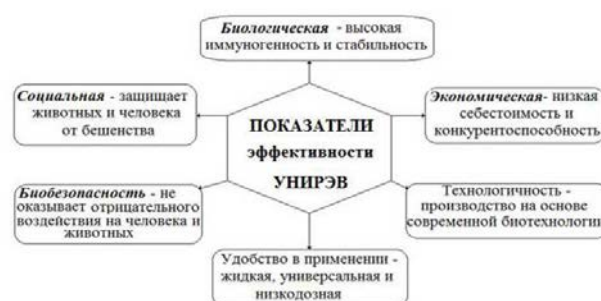 Биологическая - высокая
иммуногенность и стабильность
Социальная - защищает
животных и человека
от бешенства
Экономическая- низкая
себестоимость и
конкурентоспособность
ПОКАЗАТЕЛИ
эффективности
УНИРЭВ
Биобезопасность - не
оказывает отрицательного
воздействия на человека и
животных
Технологичность -
производство на основе
современной биотехнологии
Удобство в применении -
жидкая, универсальная и
низкодозная